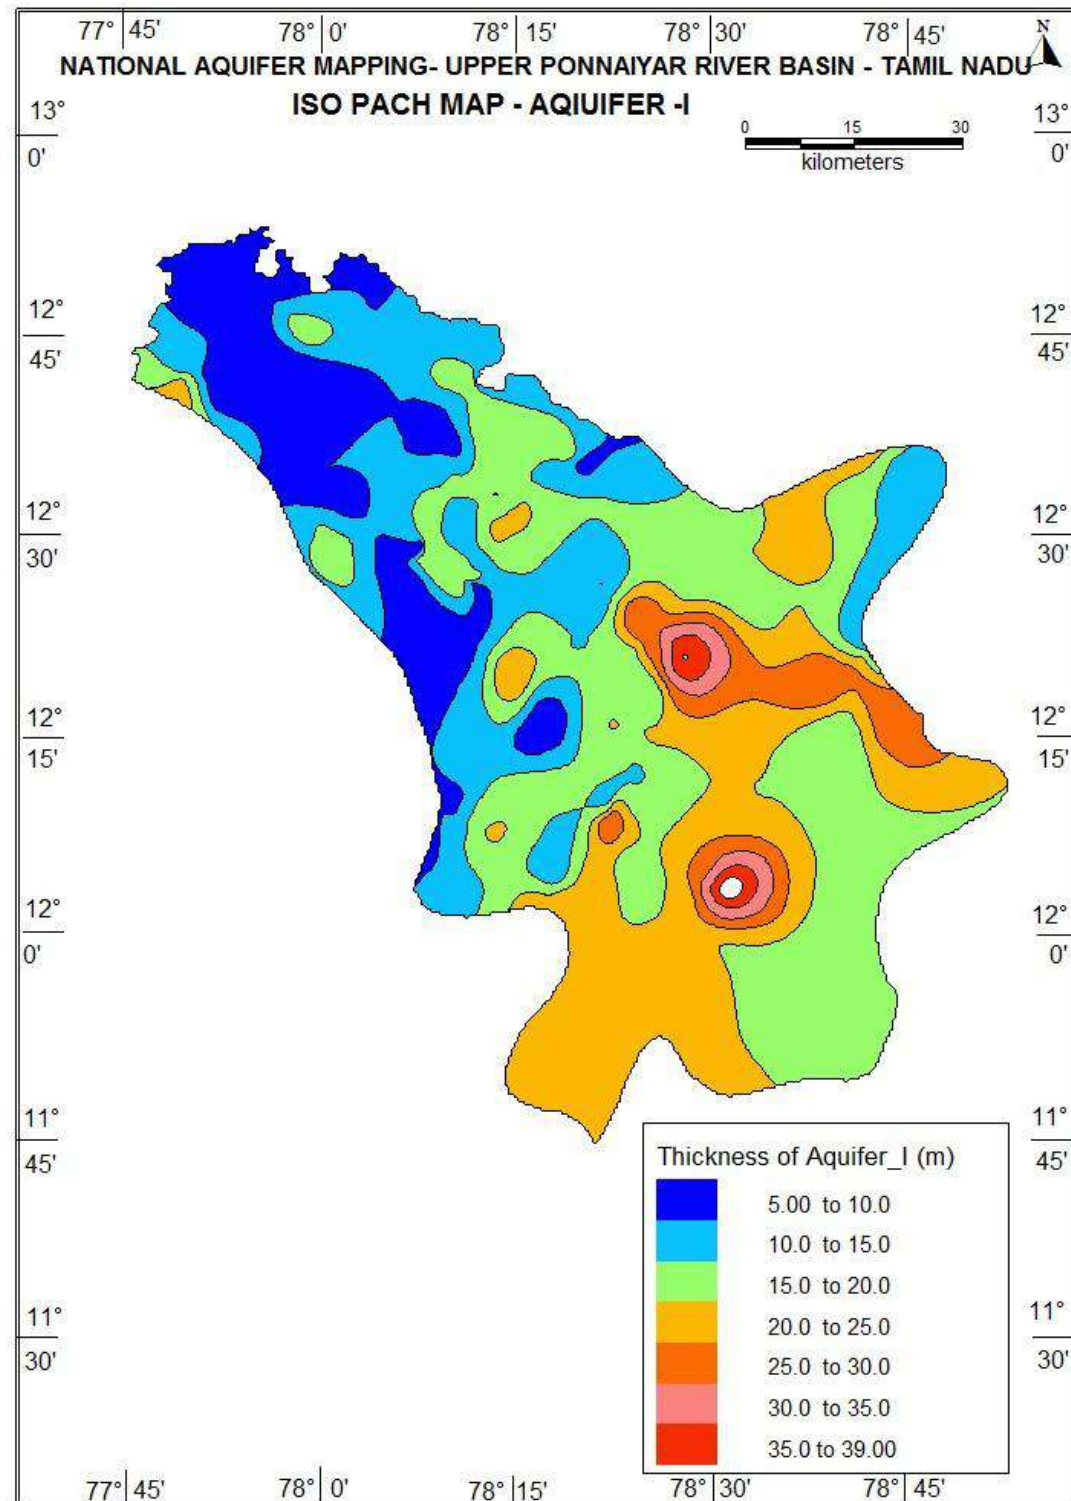 77° 45' 78° 0' 78° 15' 78° 30' 78° 45'
N
NATIONAL AQUIFER MAPPING- UPPER PONNAIYAR RIVER BASIN - TAMIL NADU
ISO PACH MAP - AQIUIFER -I
13° 0' 13° 0'
0 15 30
kilometers
12° 45' 12° 45'
12° 30' 12° 30'
12° 15' 12° 15'
12° 0' 12° 0'
11° 45' 11° 45'
Thickness of Aquifer_I (m)
5.00 to 10.0
10.0 to 15.0
15.0 to 20.0
20.0 to 25.0
25.0 to 30.0
30.0 to 35.0
35.0 to 39.00
11° 30' 11° 30'
77° 45' 78° 0' 78° 15' 78° 30' 78° 45'